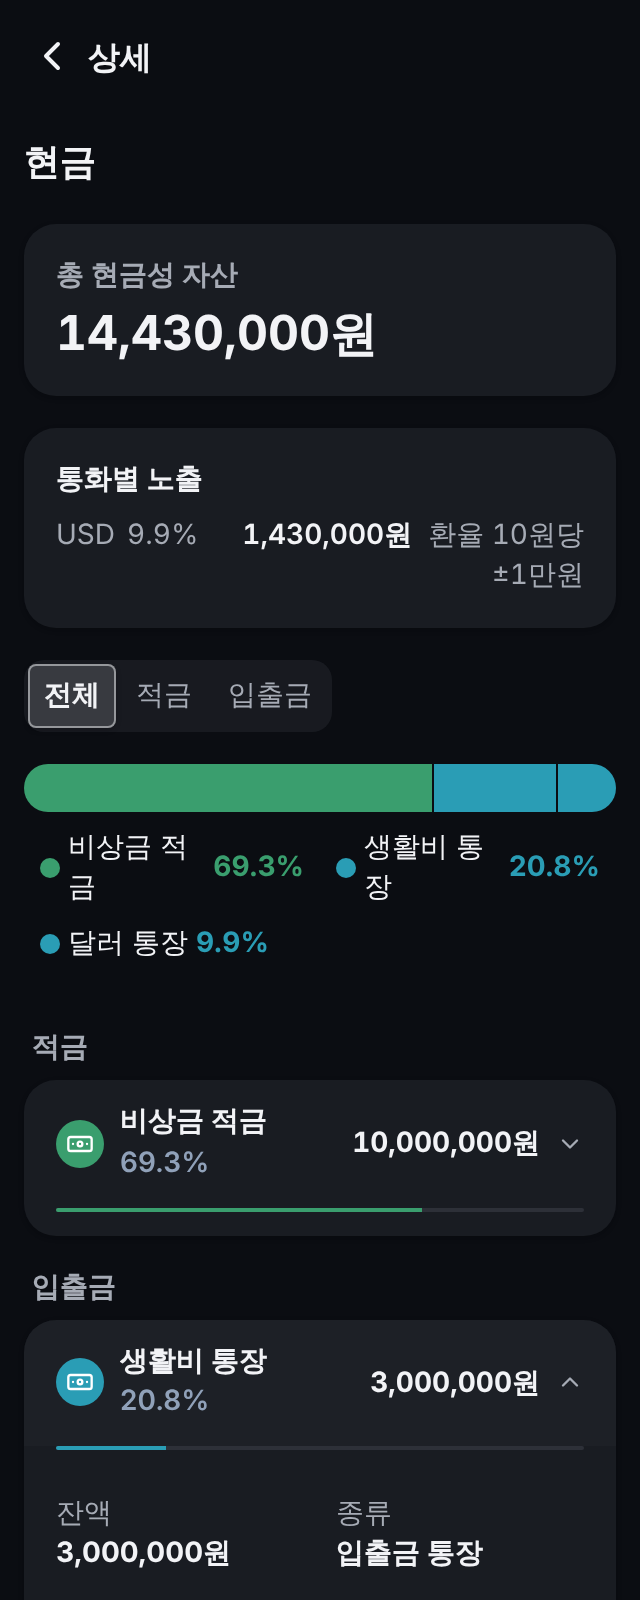 상세
현금
총 현금성 자산
14,430,000원
통화별 노출
USD 9.9% 1,430,000원 환율 10원당
±1만원
전체 적금 입출금
비상금 적금 69.3% 생활비 통장 20.8%
달러 통장 9.9%
적금
비상금 적금
69.3%
10,000,000원
입출금
생활비 통장
20.8%
3,000,000원
잔액 종류
3,000,000원 입출금 통장